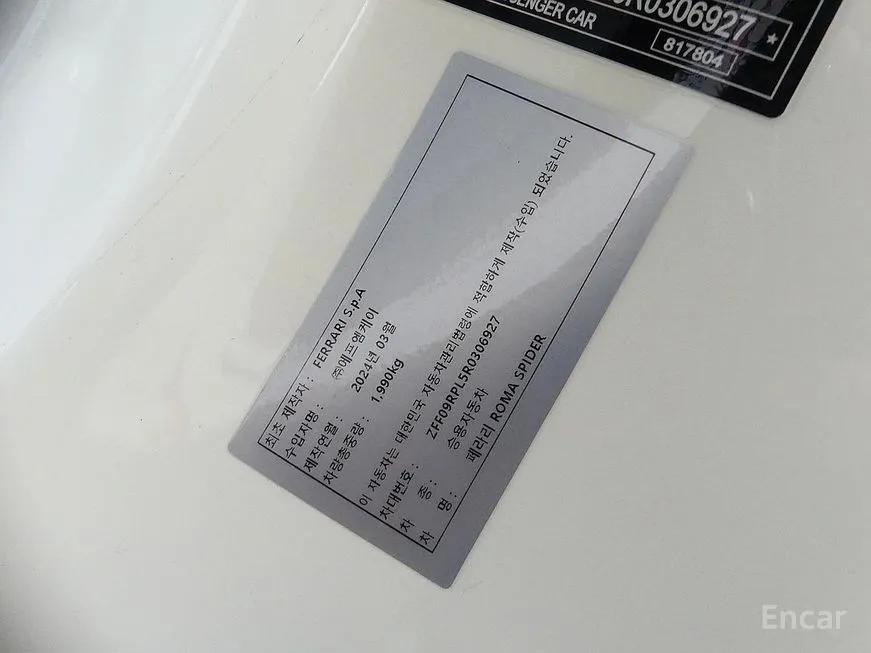 R0306927 ★
SSENGER CAR
817804
최초 제작자 : FERRARI S.p.A
수입자명 : ㈜에프엠케이
제작연월 : 2024년 03월
차량총중량 : 1,990kg
이 자동차는 대한민국 자동차관리법령에 적합하게 제작(수입) 되었습니다.
차대번호 : ZFF09RPL5R0306927
차 종 : 승용자동차
차 명 : 페라리 ROMA SPIDER
Encar